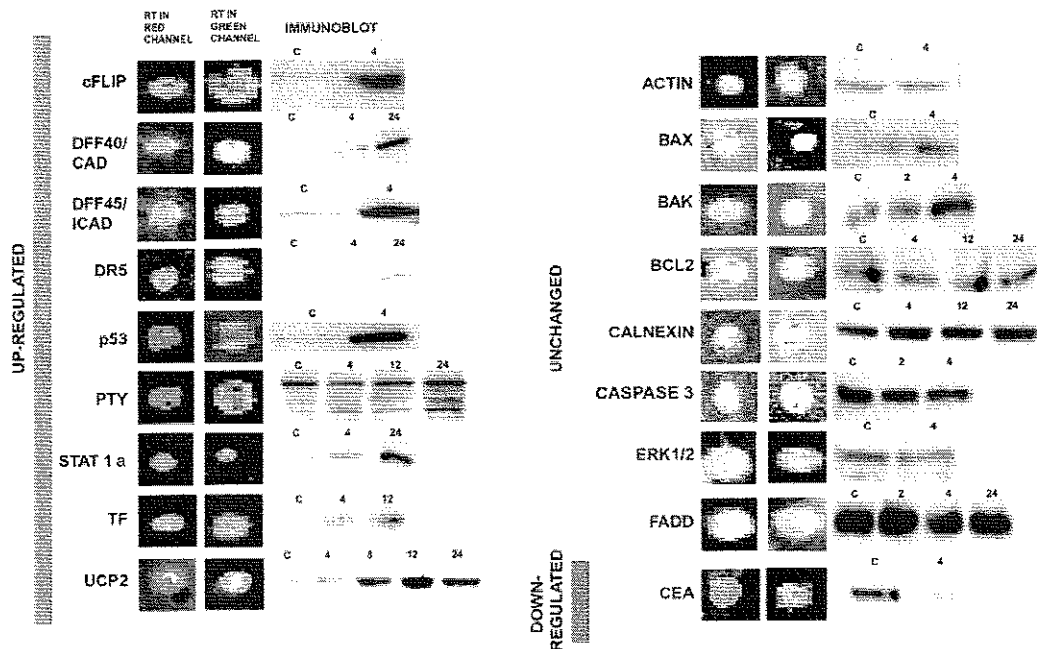 RT IN RED CHANNEL
RT IN GREEN CHANNEL
IMMUNOBLOT
UP-REGULATED
C 4
cFLIP
C 4 24
DFF40/
CAD
C 4
DFF45/
ICAD
C 4 24
DR5
C 4
p53
C 4 12 24
PTY
C 4 24
STAT 1 a
C 4 12
TF
C 4 8 12 24
UCP2
UNCHANGED
C 4
ACTIN
C 4
BAX
C 2 4
BAK
C 4 12 24
BCL2
C 4 12 24
CALNEXIN
C 2 4
CASPASE 3
C 4
ERK1/2
C 2 4 24
FADD
DOWN-
REGULATED
C 4
CEA